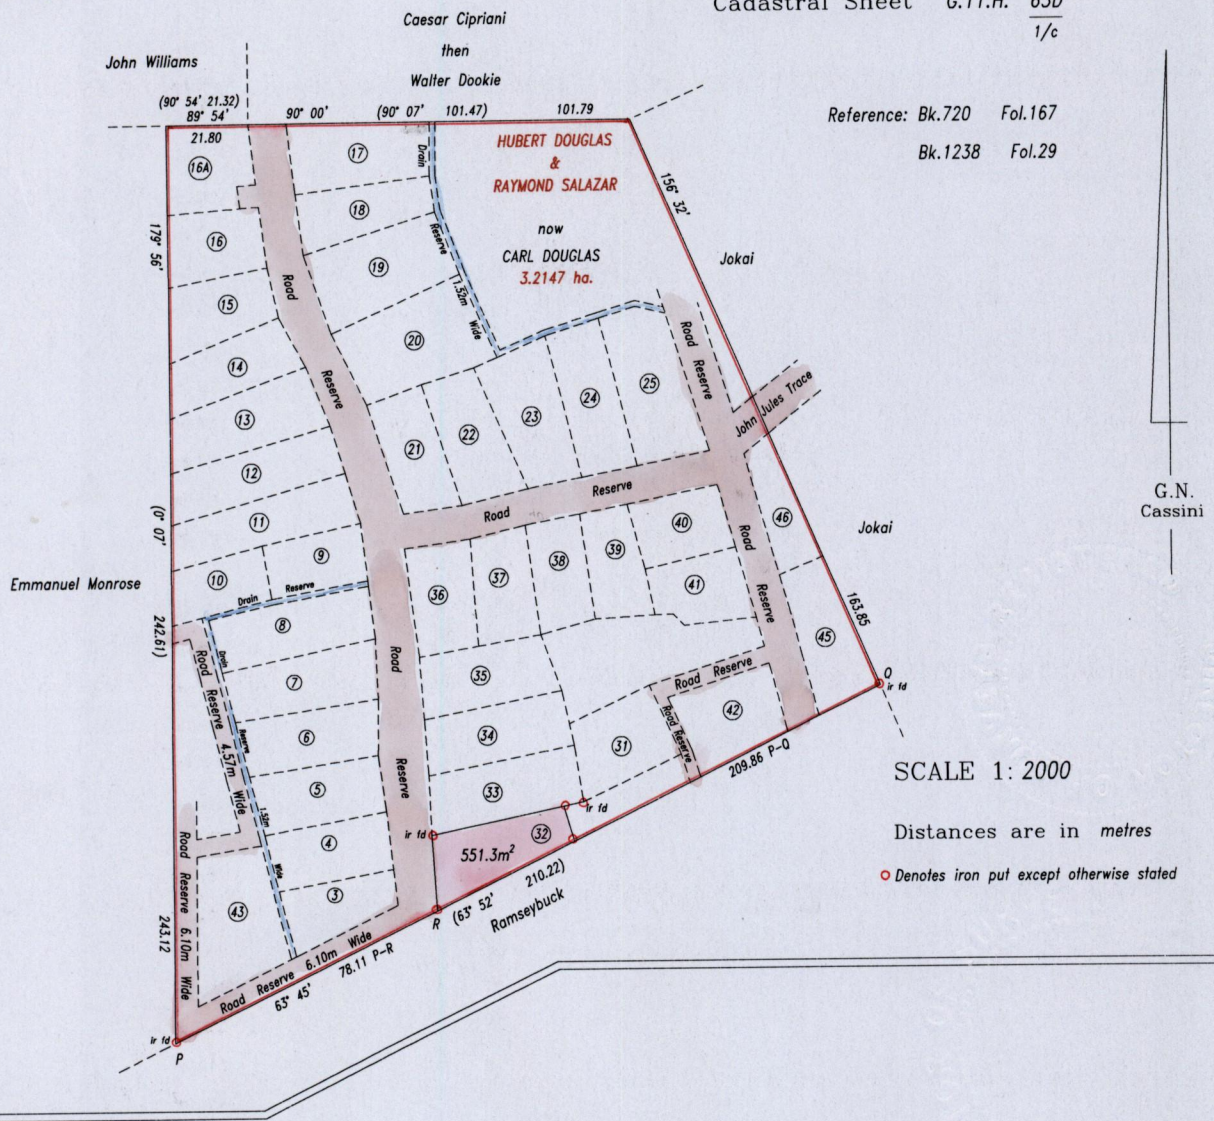 Cadastral Sheet G.11.H. 63D
1/c
Caesar Cipriani
then
Walter Dookie
John Williams
Reference: Bk.720 Fol.167
Bk.1238 Fol.29
(90° 54' 21.32)
89° 54'
90° 00'
(90° 07' 101.47)
101.79
21.80
HUBERT DOUGLAS
&
RAYMOND SALAZAR
now
CARL DOUGLAS
3.2147 ha.
156° 32'
Jokai
179° 56'
16A
17
Drain
18
Reserve
1.52m
Wide
16
19
Road
15
20
14
Reserve
13
21
22
23
24
25
Road
Reserve
John Jules Trace
12
11
Road Reserve
(0° 07'
10
9
Emmanuel Monrose
Drain Reserve
8
36
37
38
39
40
41
Road
Reserve
46
Jokai
G.N.
Cassini
163.85
45
Q
ir fd
242.61)
Road Reserve 4.57m Wide
Drain
Reserve
1.52m
Wide
7
6
5
4
3
Road
Reserve
35
34
33
Road Reserve
Road Reserve
42
31
209.86 P-Q
ir fd
ir fd
32
551.3m²
SCALE 1: 2000
Distances are in metres
Denotes iron put except otherwise stated
R
(63° 52' 210.22)
Ramseybuck
43
Road Reserve 6.10m Wide
243.12
Road Reserve 6.10m Wide
78.11 P-R
63° 45'
ir fd
P